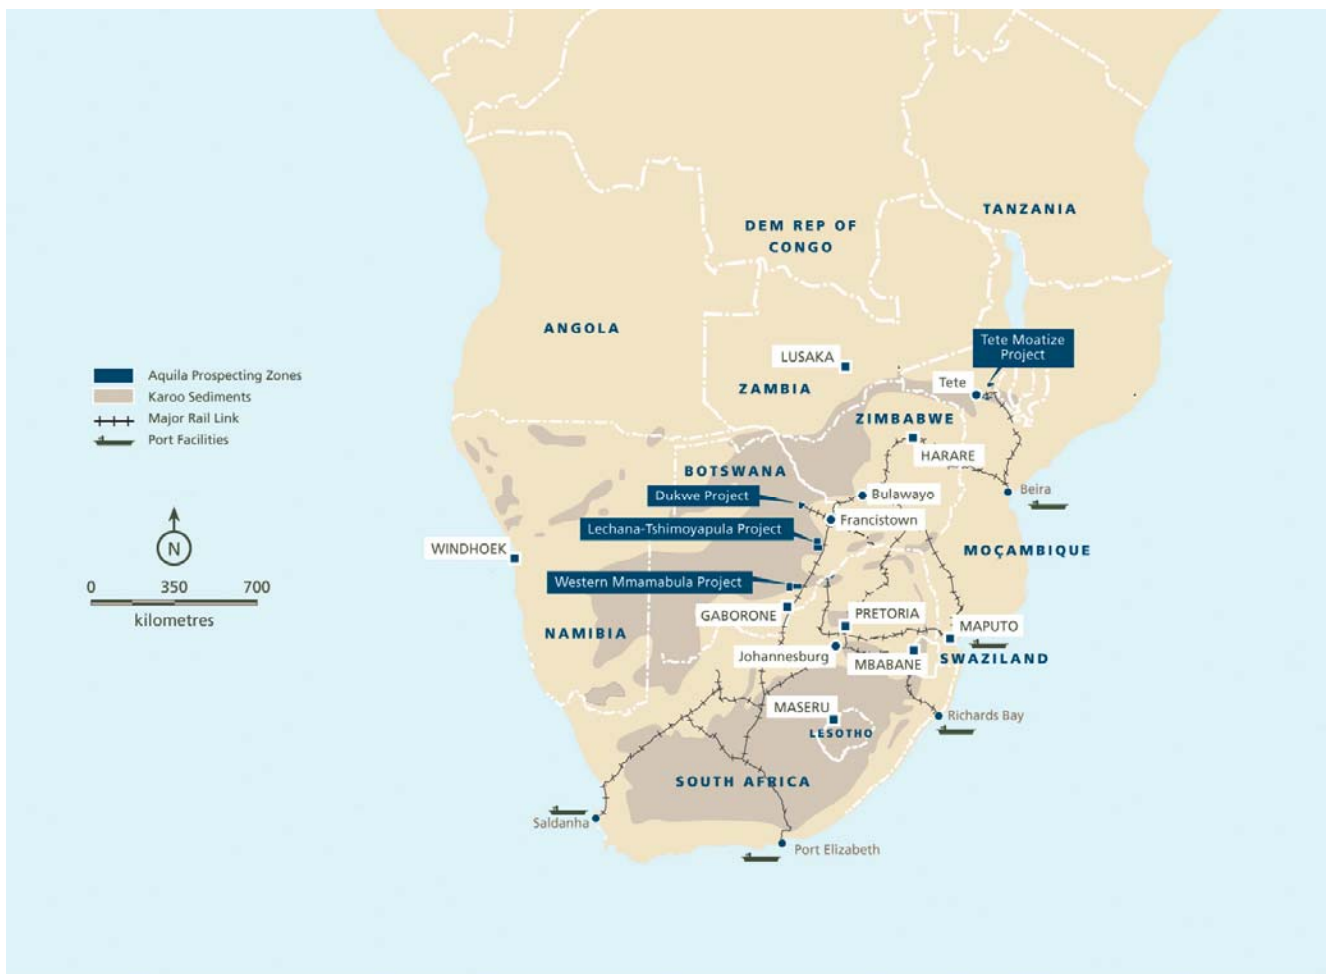 TANZANIA
DEM REP OF
CONGO
ANGOLA
Tete Moatize
Project
LUSAKA
ZAMBIA
Tete
Aquila Prospecting Zones
Karoo Sediments
Major Rail Link
Port Facilities
ZIMBABWE
HARARE
BOTSWANA
Dukwe Project
Bulawayo
Beira
Francistown
Lechana-Tshimoyapula Project
WINDHOEK
MOÇAMBIQUE
N
Western Mmamabula Project
0 350 700
kilometres
GABORONE
PRETORIA
MAPUTO
NAMIBIA
Johannesburg
MBABANE
SWAZILAND
MASERU
Richards Bay
LESOTHO
SOUTH AFRICA
Saldanha
Port Elizabeth